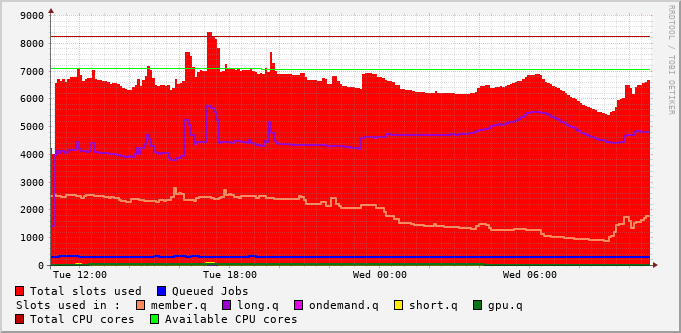 9000
8000
7000
6000
5000
4000
3000
2000
1000
0
Tue 12:00 Tue 18:00 Wed 00:00 Wed 06:00
RRDTOOL / TOBI OETIKER
Total slots used Queued Jobs
Slots used in : member.q long.q ondemand.q short.q gpu.q
Total CPU cores Available CPU cores